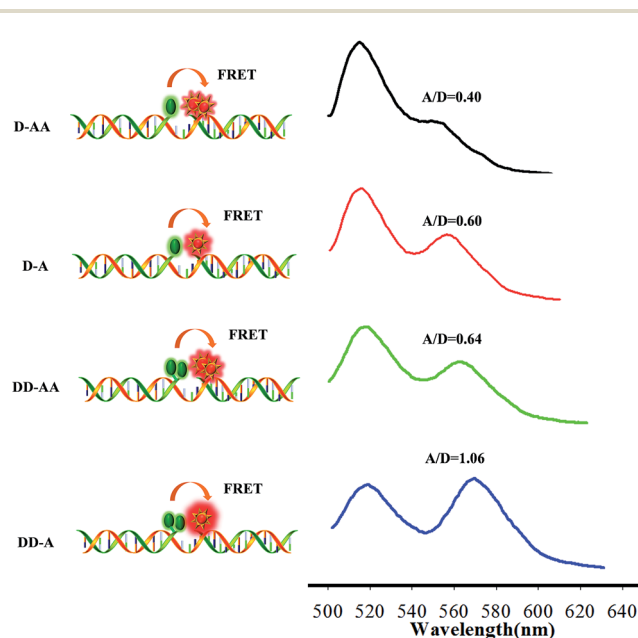 FRET
A/D=0.40
D-AA
FRET
A/D=0.60
D-A
FRET
A/D=0.64
DD-AA
A/D=1.06
FRET
DD-A
500 520 540 560 580 600 620 640
Wavelength(nm)